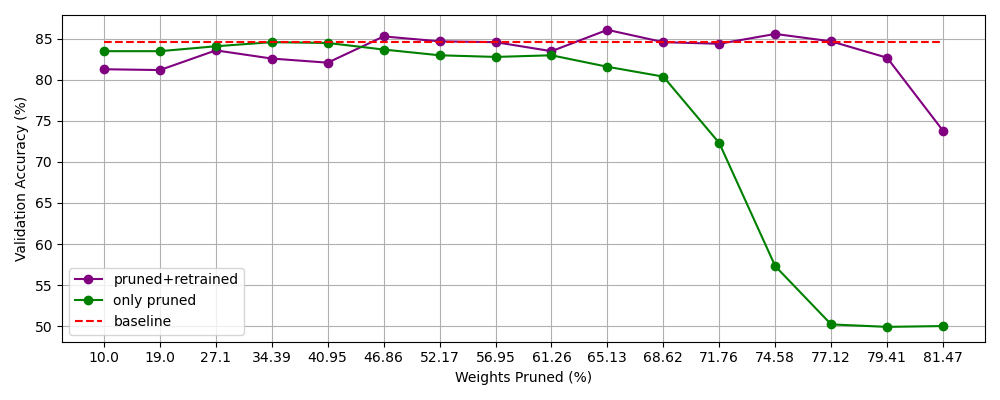 85
80
75
70
65
60
55
50
Validation Accuracy (%)
pruned+retrained
only pruned
baseline
10.0 19.0 27.1 34.39 40.95 46.86 52.17 56.95 61.26 65.13 68.62 71.76 74.58 77.12 79.41 81.47
Weights Pruned (%)